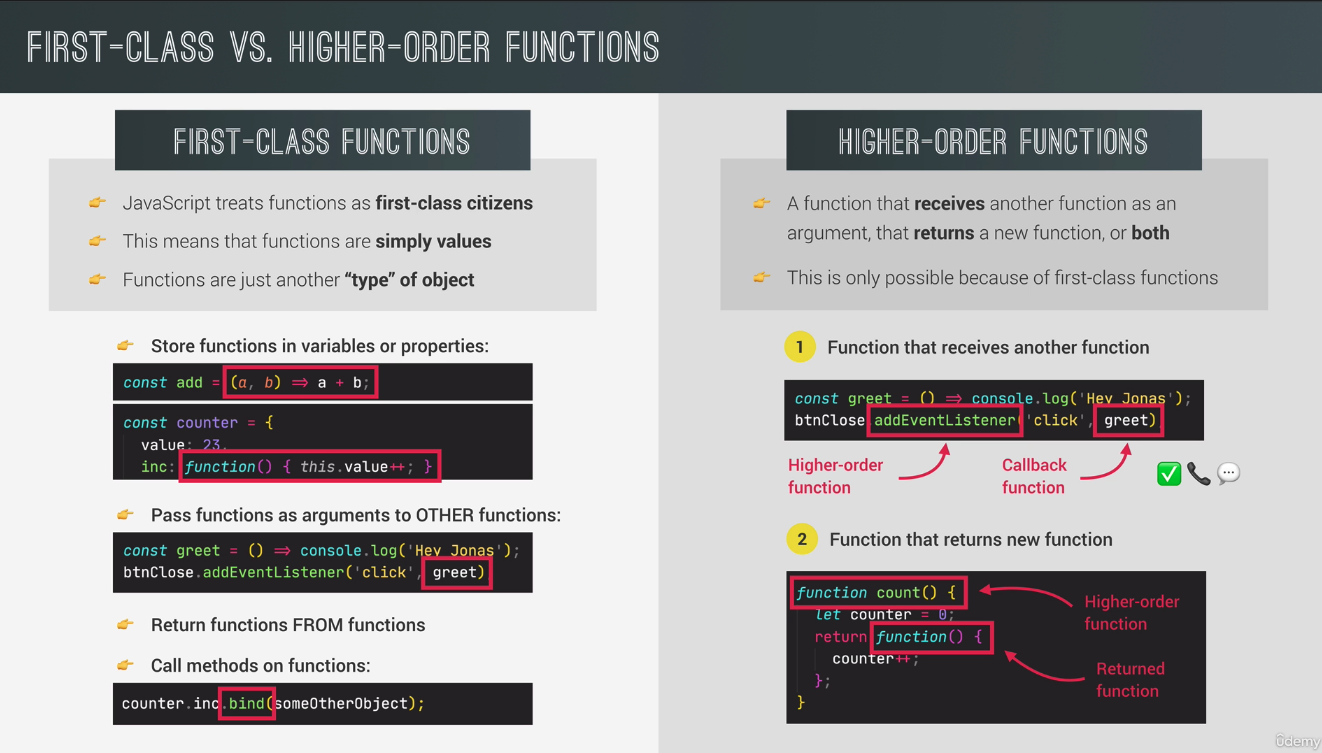 FIRST-CLASS VS. HIGHER-ORDER FUNCTIONS
FIRST-CLASS FUNCTIONS
JavaScript treats functions as first-class citizens
This means that functions are simply values
Functions are just another “type” of object
Store functions in variables or properties:
const add = (a, b) => a + b;
const counter = {
value: 23,
inc: function() { this.value++; }
Pass functions as arguments to OTHER functions:
const greet = () => console.log('Hey Jonas');
btnClose.addEventListener('click', greet)
Return functions FROM functions
Call methods on functions:
counter.inc.bind(someOtherObject);
HIGHER-ORDER FUNCTIONS
A function that receives another function as an
argument, that returns a new function, or both
This is only possible because of first-class functions
1 Function that receives another function
const greet = () => console.log('Hey Jonas');
btnClose.addEventListener('click', greet)
Higher-order
function
Callback
function
2 Function that returns new function
function count() {
let counter = 0;
return function() {
counter++;
};
}
Higher-order
function
Returned
function
ûdemy